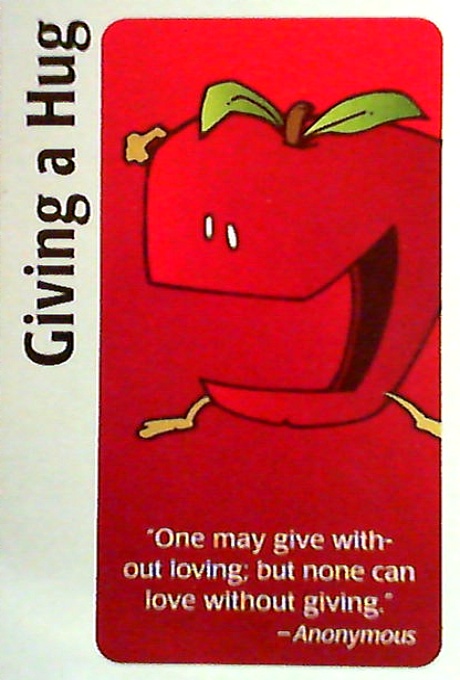 Giving a Hug
"One may give with-
out loving; but none can
love without giving."
– Anonymous